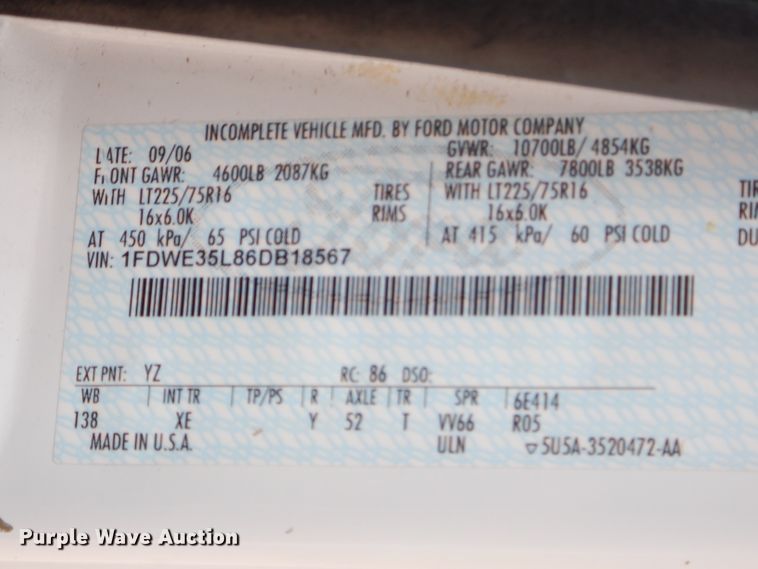 INCOMPLETE VEHICLE MFD. BY FORD MOTOR COMPANY
DATE: 09/06 GVWR: 10700LB/ 4854KG
FRONT GAWR: 4600LB 2087KG REAR GAWR: 7800LB 3538KG
WITH LT225/75R16 TIRES WITH LT225/75R16 TIR
16x6.0K RIMS 16x6.0K RI
AT 450 kPa/ 65 PSI COLD AT 415 kPa/ 60 PSI COLD DU
VIN: 1FDWE35L86DB18567
EXT PNT: YZ RC: 86 DSO:
WB INT TR TP/PS R AXLE TR SPR 6E414
138 XE Y 52 T VV66 R05
MADE IN U.S.A. ULN ▽5U5A-3520472-AA
Purple Wave Auction